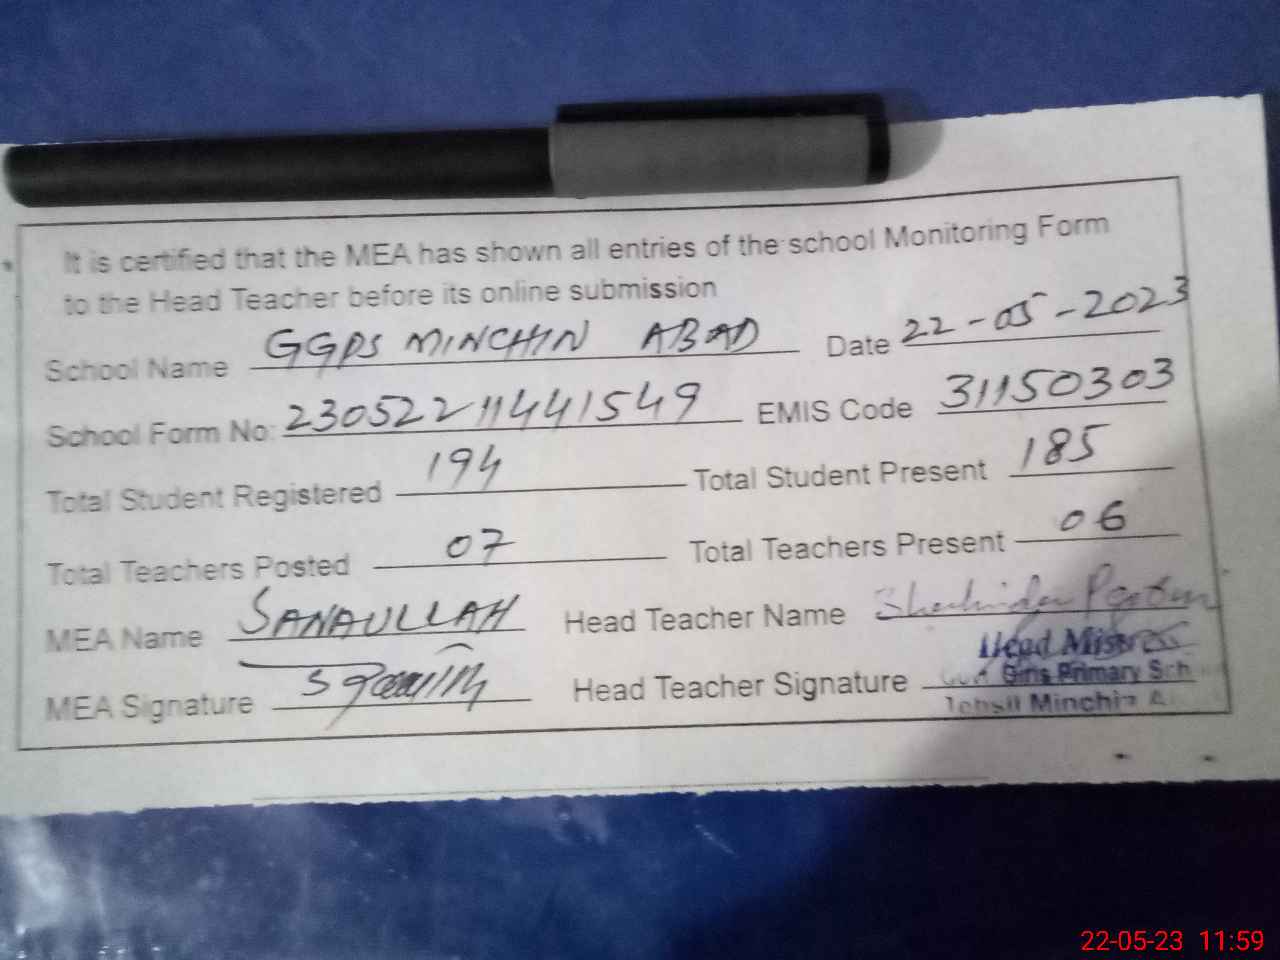 It is certified that the MEA has shown all entries of the school Monitoring Form
to the Head Teacher before its online submission
School Name GGPS MINCHIN ABAD Date 22-05-2023
School Form No: 23052211441549 EMIS Code 31150303
Total Student Registered 194 Total Student Present 185
Total Teachers Posted 07 Total Teachers Present 06
MEA Name SANAULLAH Head Teacher Name
Head Mistress
MEA Signature Head Teacher Signature Girls Primary Sch
Tehsil Minchin A
22-05-23 11:59